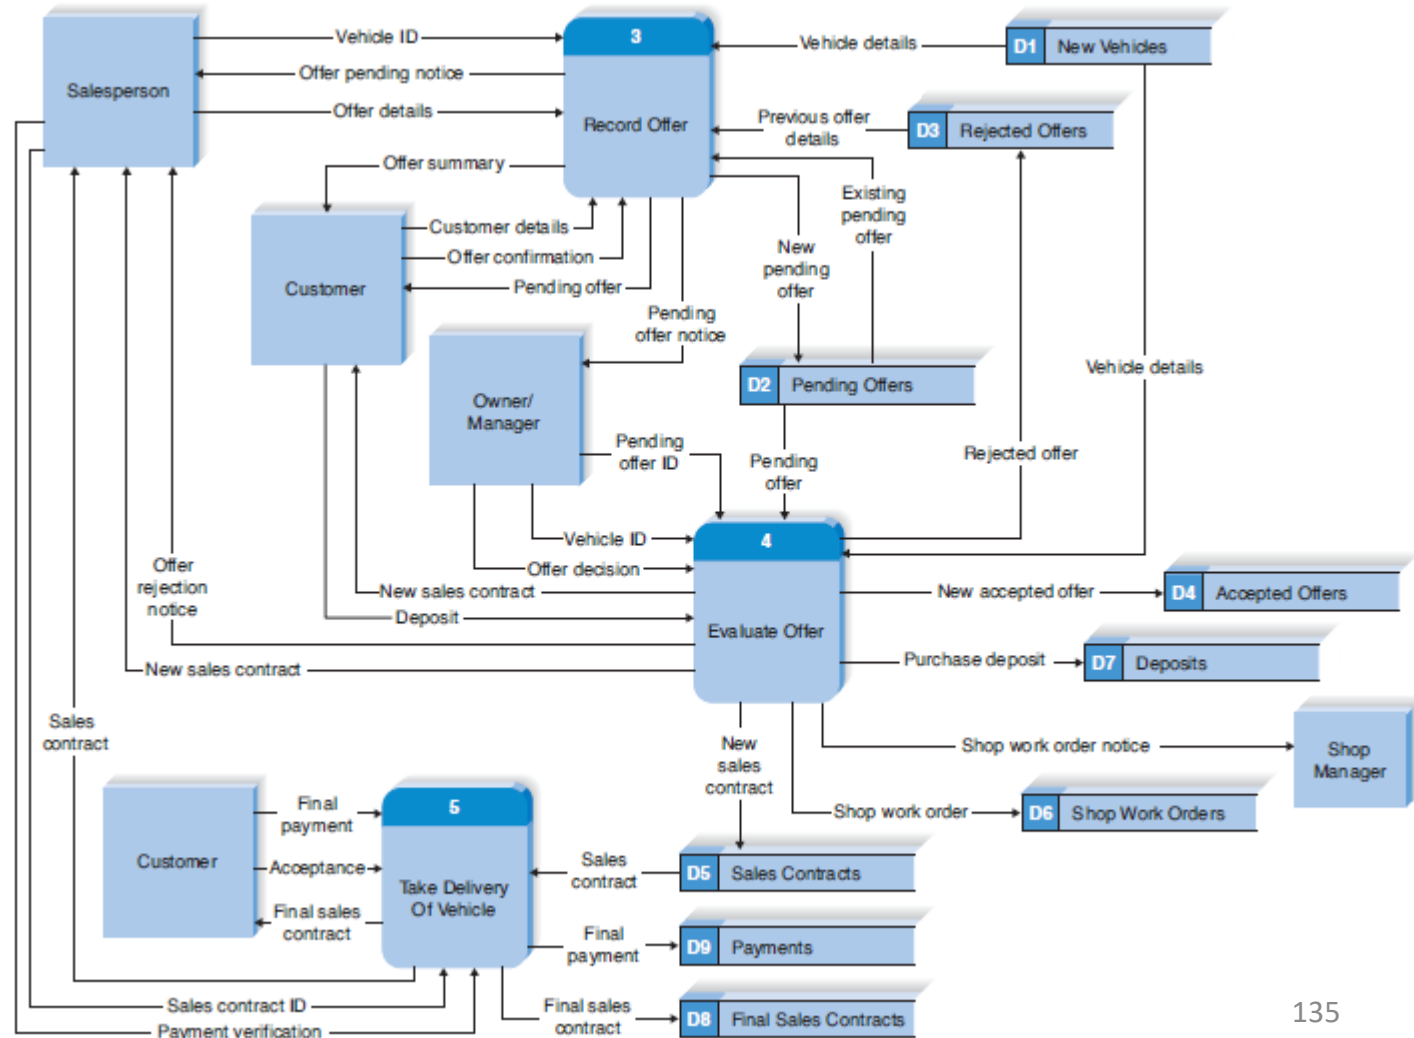 Vehicle ID
3
Vehicle details
D1
New Vehicles
Offer pending notice
Salesperson
Offer details
Record Offer
Previous offer
details
D3
Rejected Offers
Offer summary
Existing
pending
offer
Customer details
Offer confirmation
New
pending
offer
Customer
Pending offer
Pending
offer notice
Vehicle details
D2
Pending Offers
Owner/
Manager
Pending
offer ID
Pending
offer
Rejected offer
Vehicle ID
4
Offer
rejection
notice
Offer decision
New sales contract
New accepted offer
D4
Accepted Offers
Deposit
Evaluate Offer
New sales contract
Purchase deposit
D7
Deposits
Sales
contract
New
sales
contract
Shop work order notice
Shop
Manager
Final
payment
5
Shop work order
D6
Shop Work Orders
Customer
Acceptance
Take Delivery
Of Vehicle
Sales
contract
D5
Sales Contracts
Final sales
contract
Final
payment
D9
Payments
Sales contract ID
Final sales
contract
D8
Final Sales Contracts
Payment verification
135